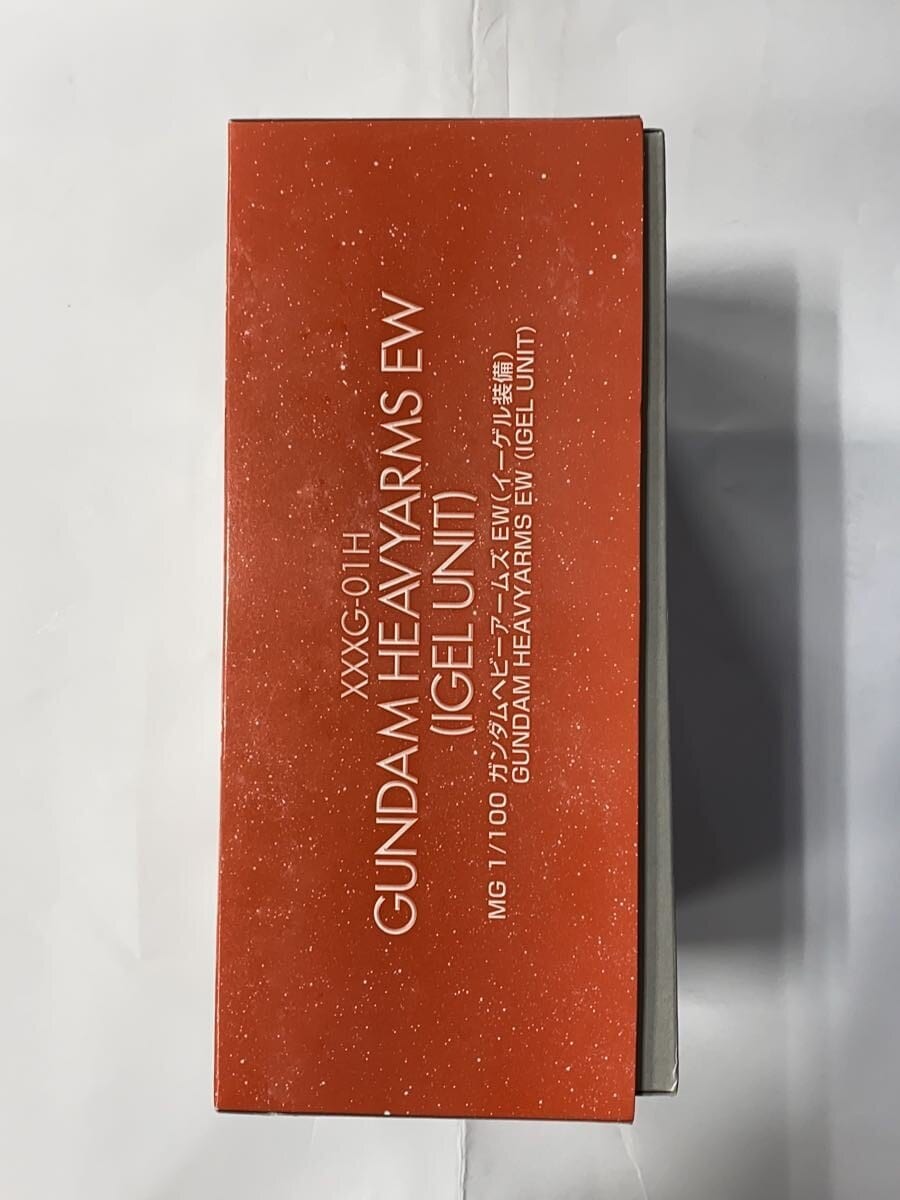 XXXG-01H
GUNDAM HEAVYARMS EW
(IGEL UNIT)
MG 1/100 ガンダムヘビーアームズ EW(イーゲル装備)
GUNDAM HEAVYARMS EW (IGEL UNIT)